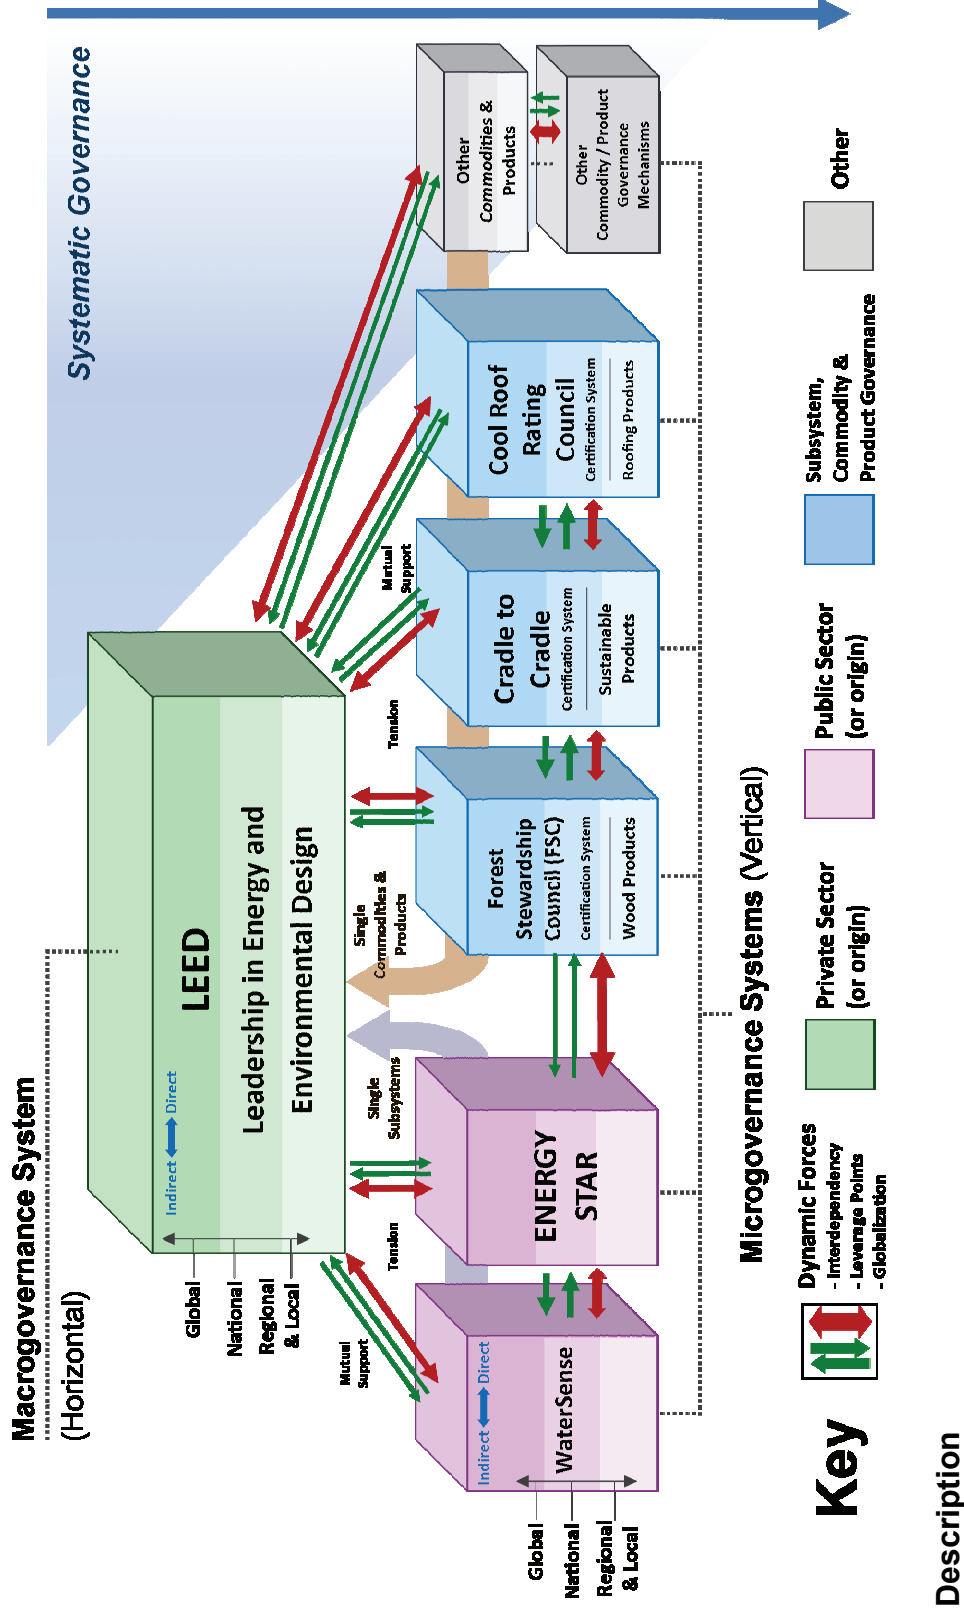 Macrogovernance System
(Horizontal)
Systematic Governance
Indirect
Direct
LEED
Leadership in Energy and
Environmental Design
Global
National
Regional
& Local
Mutual
Support
Tension
Single
Subsystems
Single
Commodities &
Products
Tension
Mutual
Support
Indirect
Direct
WaterSense
Global
National
Regional
& Local
ENERGY
STAR
Forest
Stewardship
Council (FSC)
Certification System
Wood Products
Cradle to
Cradle
Certification System
Sustainable
Products
Cool Roof
Rating
Council
Certification System
Roofing Products
Other
Commodities &
Products
Other
Commodity / Product
Governance
Mechanisms
Microgovernance Systems (Vertical)
Key
Dynamic Forces
- Interdependency
- Leverage Points
- Globalization
Private Sector
(or origin)
Public Sector
(or origin)
Subsystem,
Commodity &
Product Governance
Other
Description